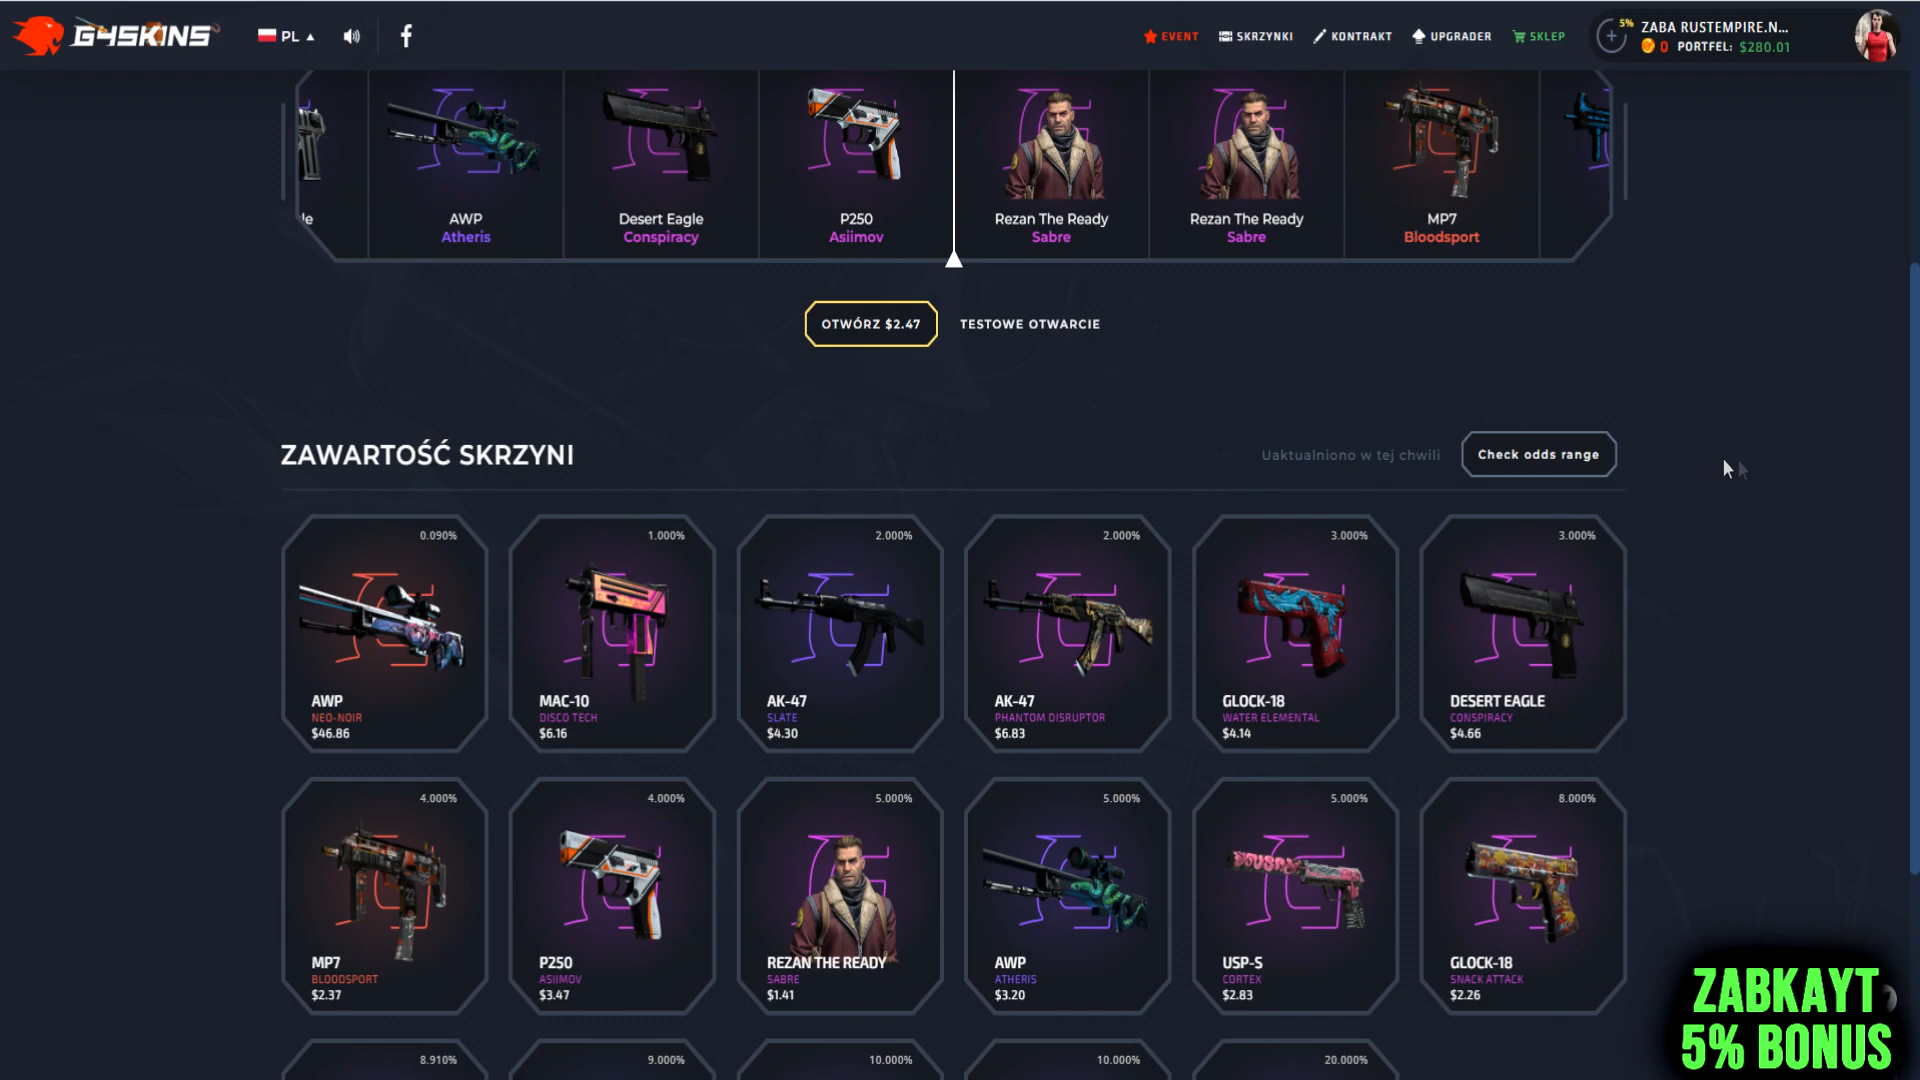 G4SKINS
PL
EVENT
SKRZYNKI
KONTRAKT
UPGRADER
SKLEP
5%
ZABA RUSTEMPIRE.N...
0 PORTFEL: $280.01
le
AWP
Atheris
Desert Eagle
Conspiracy
P250
Asiimov
Rezan The Ready
Sabre
Rezan The Ready
Sabre
MP7
Bloodsport
OTWÓRZ $2.47
TESTOWE OTWARCIE
ZAWARTOŚĆ SKRZYNI
Uaktualniono w tej chwili
Check odds range
0.090%
AWP
NEO-NOIR
$46.86
1.000%
MAC-10
DISCO TECH
$6.16
2.000%
AK-47
SLATE
$4.30
2.000%
AK-47
PHANTOM DISRUPTOR
$6.83
3.000%
GLOCK-18
WATER ELEMENTAL
$4.14
3.000%
DESERT EAGLE
CONSPIRACY
$4.66
4.000%
MP7
BLOODSPORT
$2.37
4.000%
P250
ASIIMOV
$3.47
5.000%
REZAN THE READY
SABRE
$1.41
5.000%
AWP
ATHERIS
$3.20
5.000%
USP-S
CORTEX
$2.83
8.000%
GLOCK-18
SNACK ATTACK
$2.26
8.910%
9.000%
10.000%
10.000%
20.000%
ZABKAYT
5% BONUS